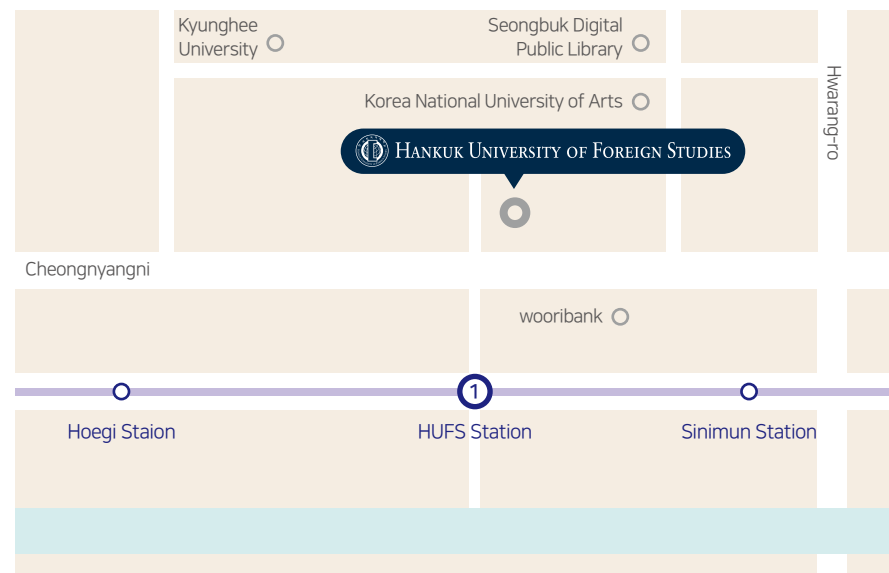 Kyunghee
University
Seongbuk Digital
Public Library
Korea National University of Arts
Hwarang-ro
HANKUK UNIVERSITY OF FOREIGN STUDIES
Cheongnyangni
wooribank
1
Hoegi Staion
HUFS Station
Sinimun Station